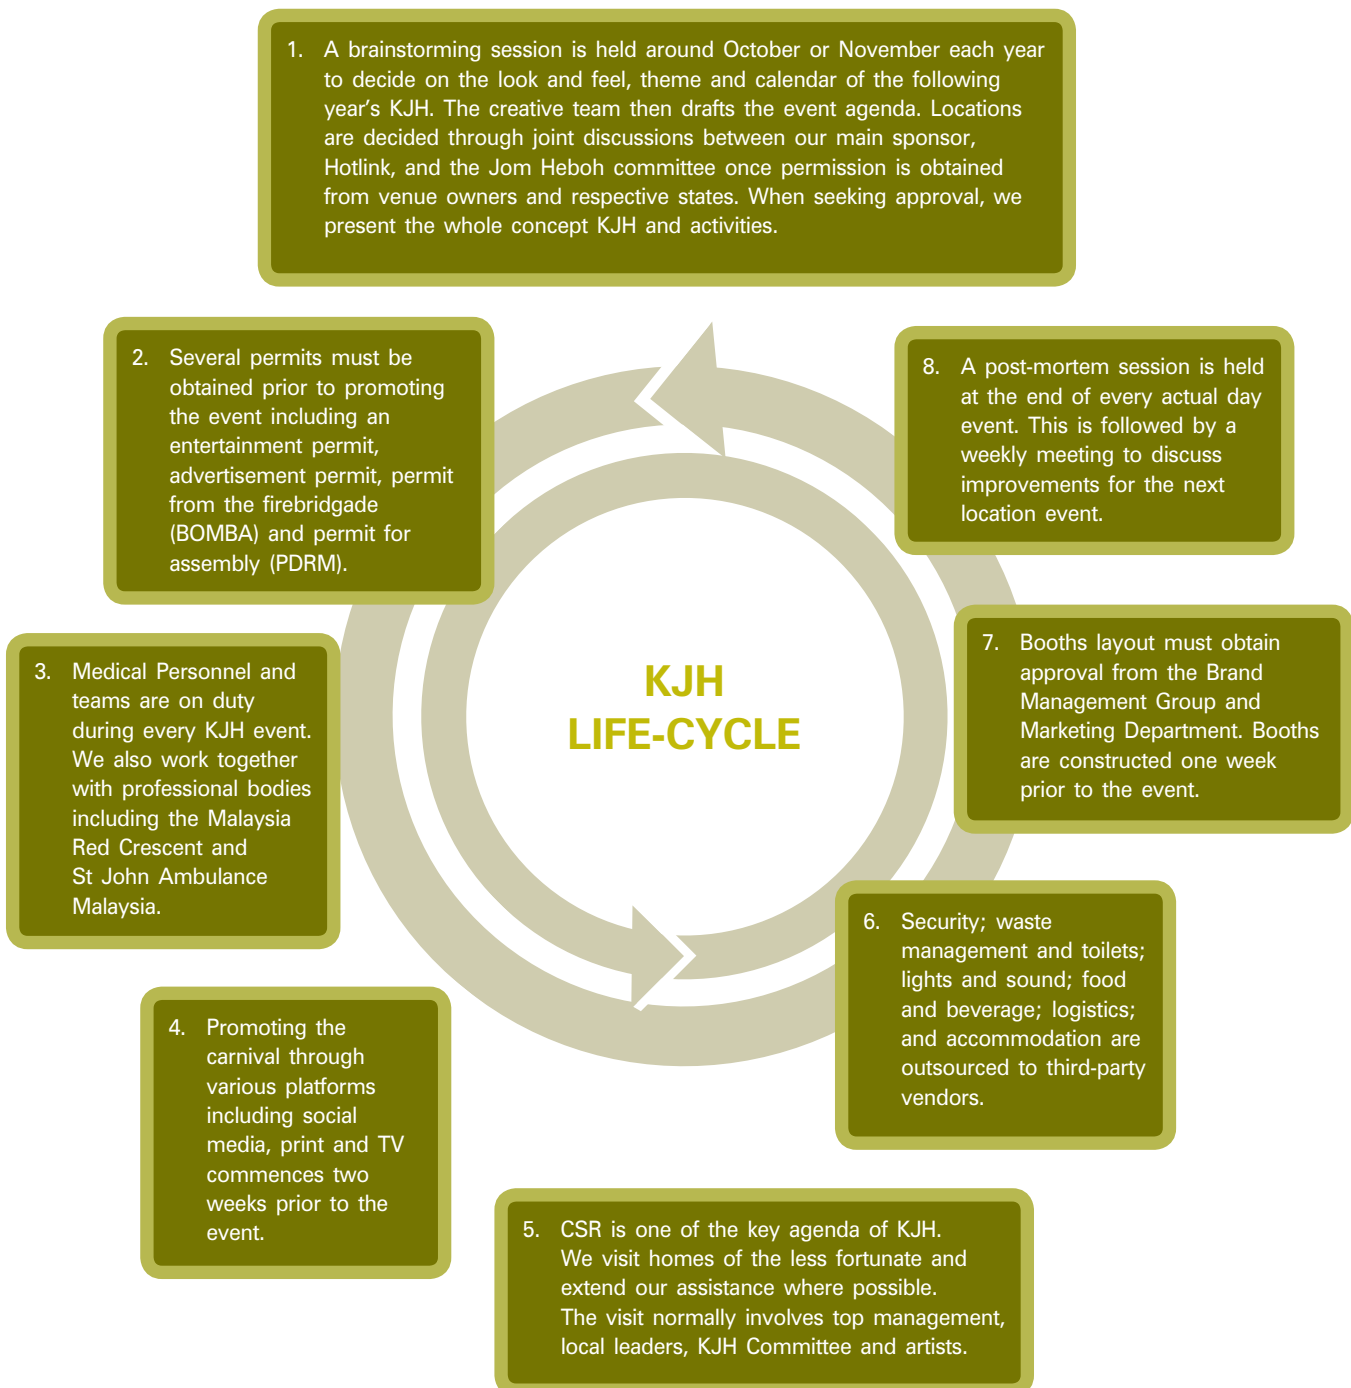 1. A brainstorming session is held around October or November each year
to decide on the look and feel, theme and calendar of the following
year's KJH. The creative team then drafts the event agenda. Locations
are decided through joint discussions between our main sponsor,
Hotlink, and the Jom Heboh committee once permission is obtained
from venue owners and respective states. When seeking approval, we
present the whole concept KJH and activities.
2. Several permits must be
obtained prior to promoting
the event including an
entertainment permit,
advertisement permit, permit
from the firebridgade
(BOMBA) and permit for
assembly (PDRM).
3. Medical Personnel and
teams are on duty
during every KJH event.
We also work together
with professional bodies
including the Malaysia
Red Crescent and
St John Ambulance
Malaysia.
4. Promoting the
carnival through
various platforms
including social
media, print and TV
commences two
weeks prior to the
event.
5. CSR is one of the key agenda of KJH.
We visit homes of the less fortunate and
extend our assistance where possible.
The visit normally involves top management,
local leaders, KJH Committee and artists.
6. Security; waste
management and toilets;
lights and sound; food
and beverage; logistics;
and accommodation are
outsourced to third-party
vendors.
7. Booths layout must obtain
approval from the Brand
Management Group and
Marketing Department. Booths
are constructed one week
prior to the event.
8. A post-mortem session is held
at the end of every actual day
event. This is followed by a
weekly meeting to discuss
improvements for the next
location event.
KJH
LIFE-CYCLE